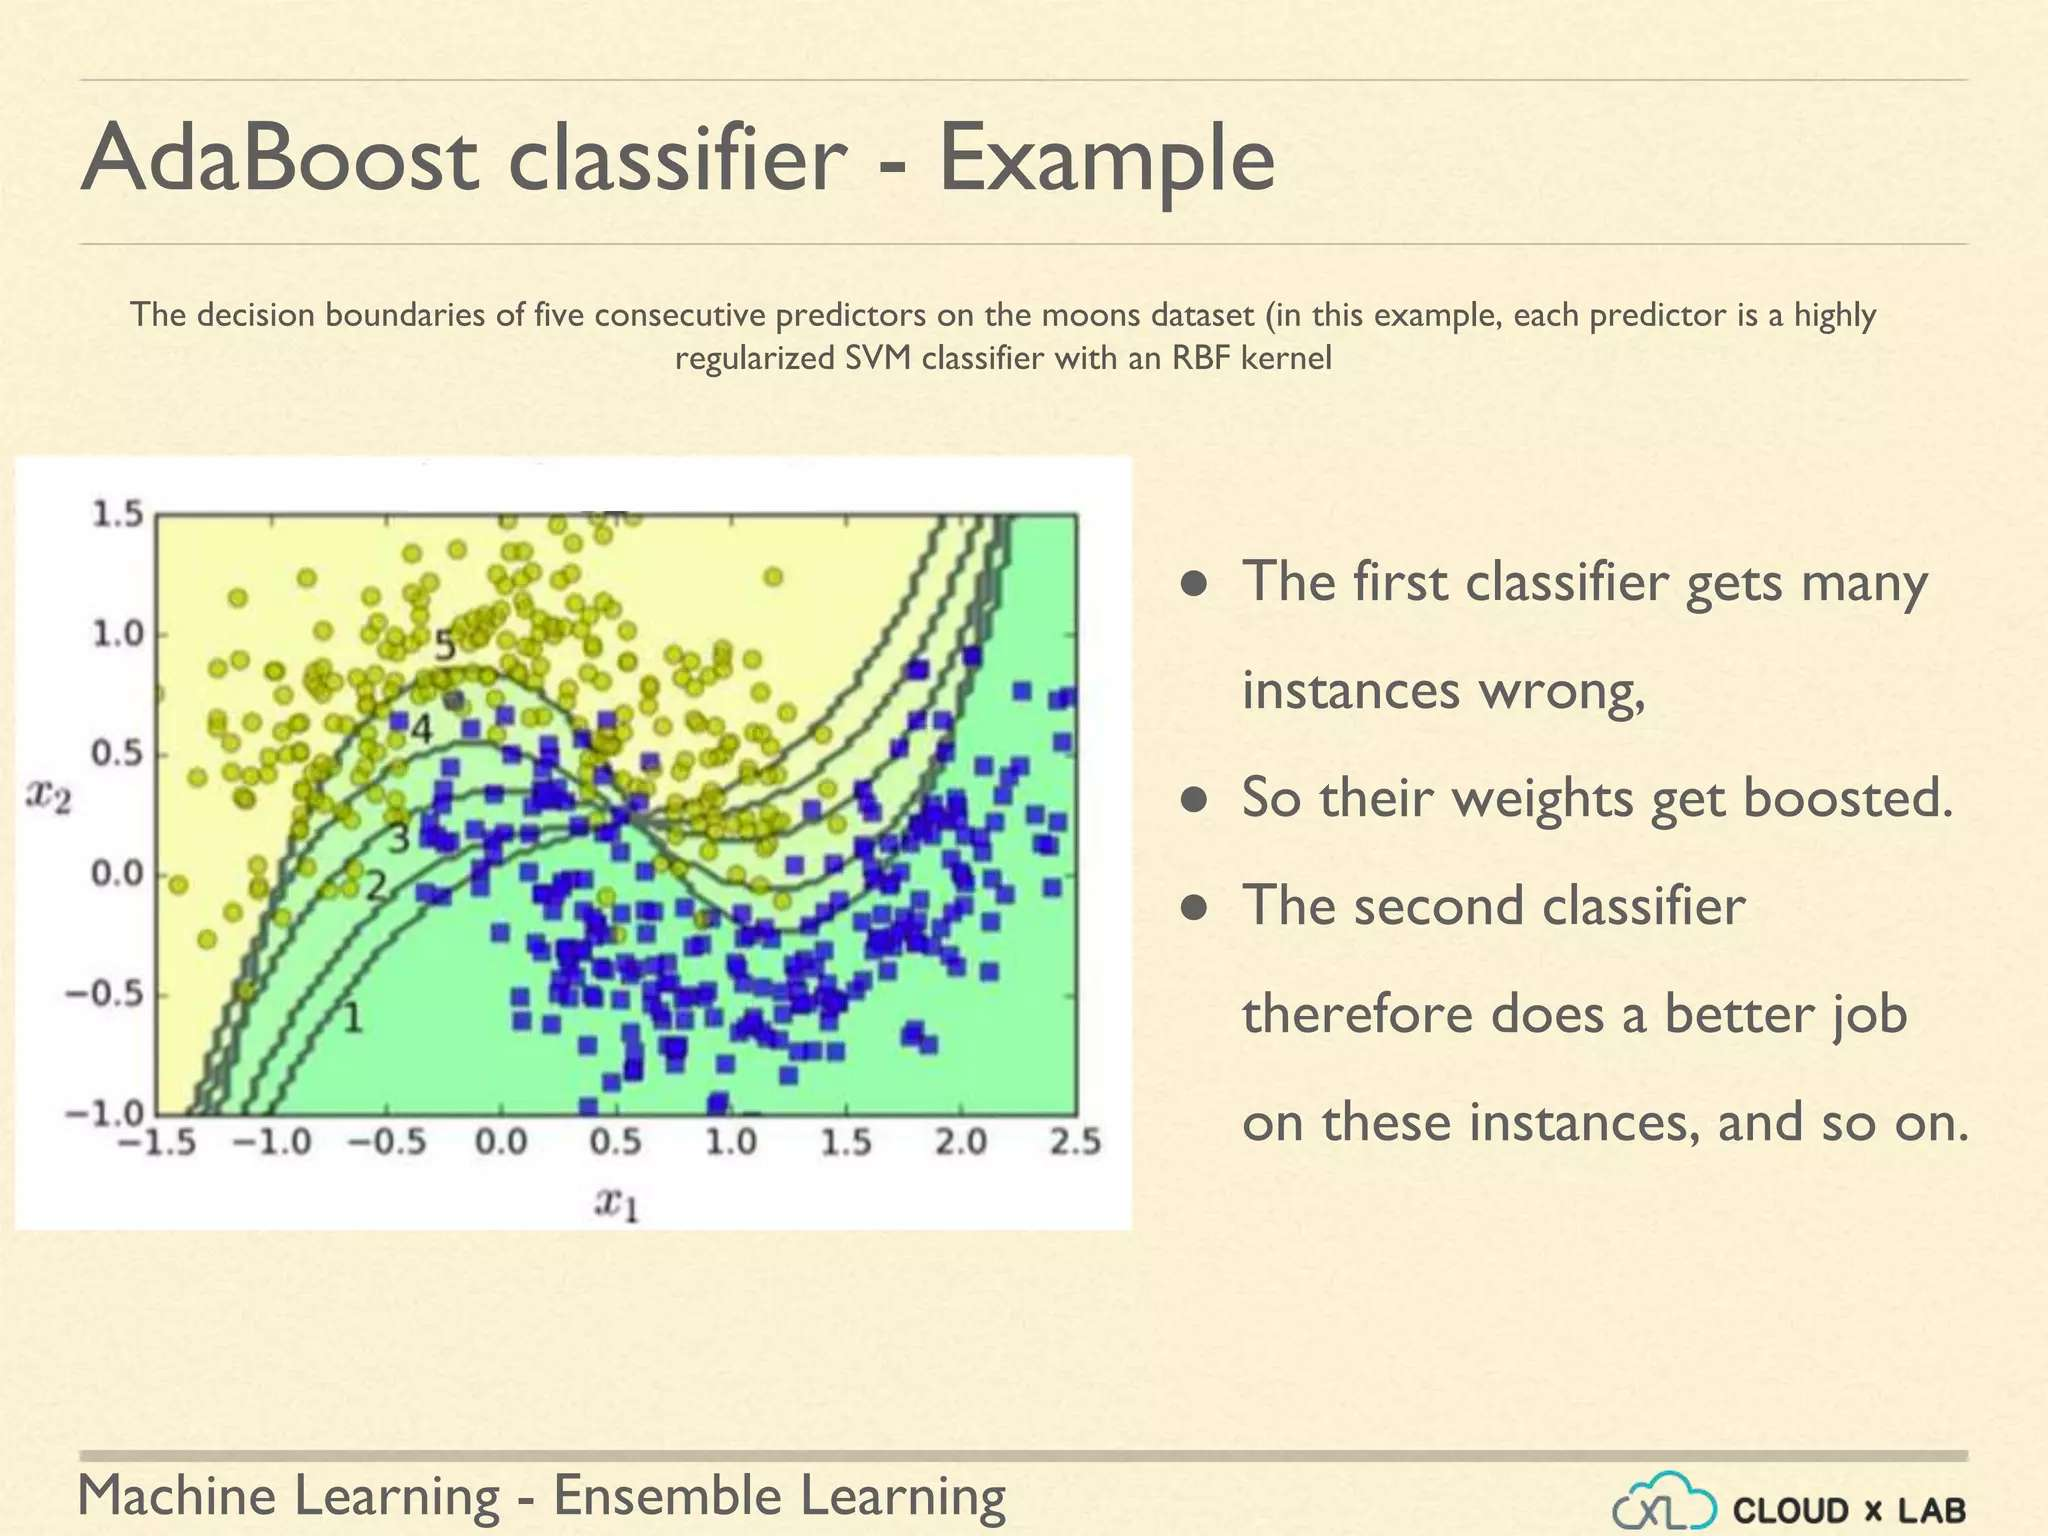 AdaBoost classifier - Example
The decision boundaries of five consecutive predictors on the moons dataset (in this example, each predictor is a highly
regularized SVM classifier with an RBF kernel
1.5
1.0
0.5
0.0
−0.5
−1.0
x2
5
4
3
2
1
−1.5 −1.0 −0.5 0.0 0.5 1.0 1.5 2.0 2.5
x1
● The first classifier gets many
instances wrong,
● So their weights get boosted.
● The second classifier
therefore does a better job
on these instances, and so on.
Machine Learning - Ensemble Learning
XL CLOUD x LAB